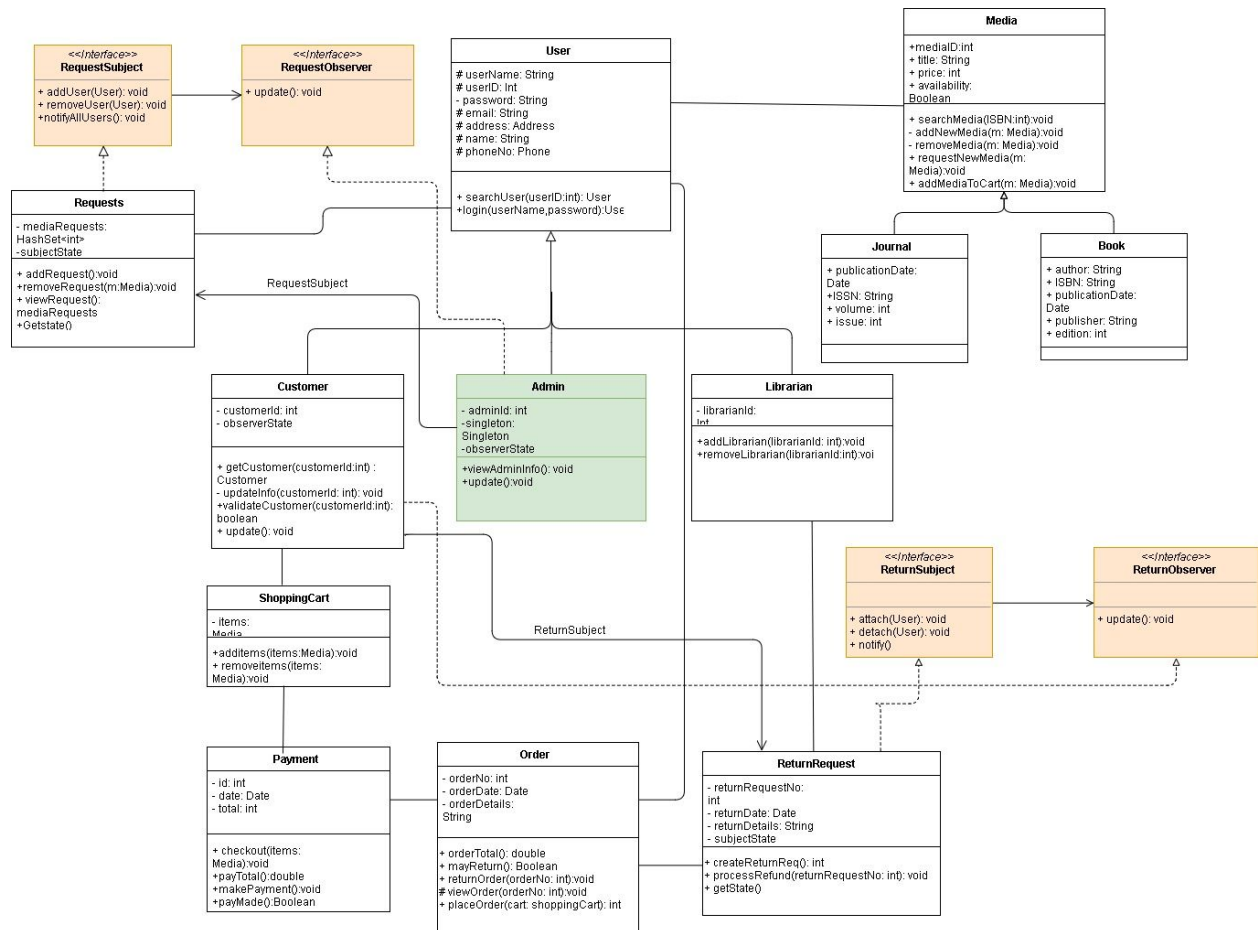 <<Interface>>
RequestSubject
+ addUser(User): void
+ removeUser(User): void
+notifyAllUsers(): void
<<Interface>>
RequestObserver
+ update(): void
User
# userName: String
# userID: Int
- password: String
# email: String
# address: Address
# name: String
# phoneNo: Phone
+ searchUser(userID:int): User
+login(userName,password):Use
Media
+mediaID:int
+ title: String
+ price: int
+ availability:
Boolean
+ searchMedia(ISBN:int):void
- addNewMedia(m: Media):void
- removeMedia(m: Media):void
+ requestNewMedia(m:
Media):void
+ addMediaToCart(m: Media):void
Requests
- mediaRequests:
HashSet<int>
-subjectState
+ addRequest():void
+removeRequest(m:Media):void
+ viewRequest():
mediaRequests
+Getstate()
RequestSubject
Journal
+ publicationDate:
Date
+ISSN: String
+ volume: int
+ issue: int
Book
+ author: String
+ ISBN: String
+ publicationDate:
Date
+ publisher: String
+ edition: int
Customer
- customerId: int
- observerState
+ getCustomer(customerId:int) :
Customer
- updateInfo(customerId: int): void
+validateCustomer(customerId:int):
boolean
+ update(): void
Admin
- adminId: int
-singleton:
Singleton
-observerState
+viewAdminInfo(): void
+update():void
Librarian
- librarianId:
Int
+addLibrarian(librarianId: int):void
+removeLibrarian(librarianId:int):voi
ShoppingCart
- items:
Media
+additems(items:Media):void
+ removeitems(items:
Media):void
ReturnSubject
<<Interface>>
ReturnSubject
+ attach(User): void
+ detach(User): void
+ notify()
<<Interface>>
ReturnObserver
+ update(): void
Payment
- id: int
- date: Date
- total: int
+ checkout(items:
Media):void
+payTotal():double
+makePayment():void
+payMade():Boolean
Order
- orderNo: int
- orderDate: Date
- orderDetails:
String
+ orderTotal(): double
+ mayReturn(): Boolean
+ returnOrder(orderNo: int):void
# viewOrder(orderNo: int):void
+ placeOrder(cart: shoppingCart): int
ReturnRequest
- returnRequestNo:
int
- returnDate: Date
- returnDetails: String
- subjectState
+ createReturnReq(): int
+ processRefund(returnRequestNo: int): void
+ getState()